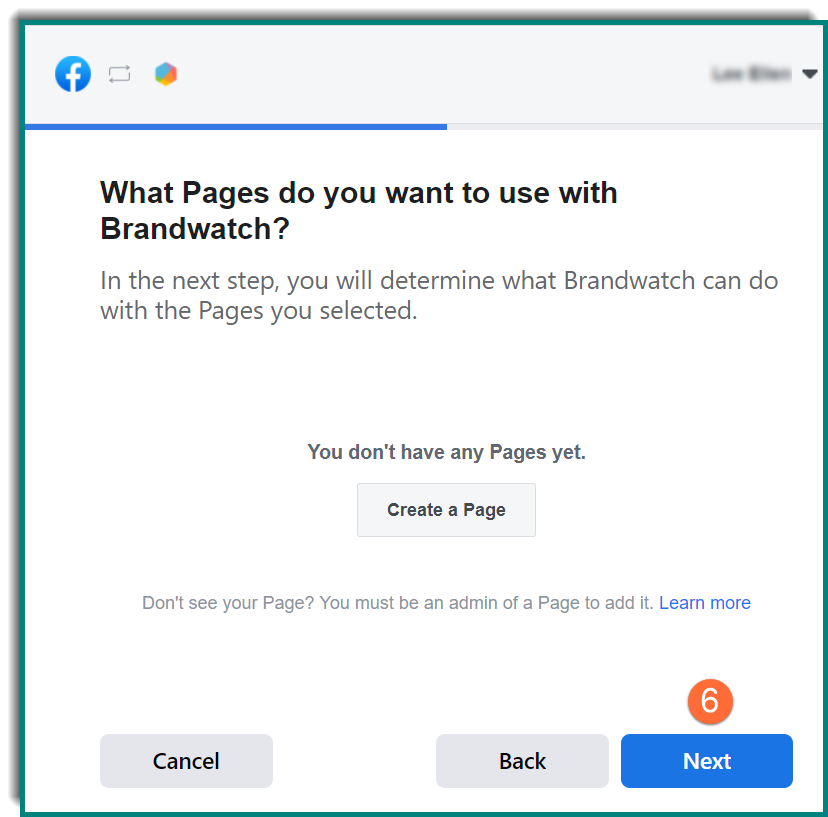 What Pages do you want to use with
Brandwatch?
In the next step, you will determine what Brandwatch can do
with the Pages you selected.
You don't have any Pages yet.
Create a Page
Don't see your Page? You must be an admin of a Page to add it. Learn more
6
Cancel Back Next